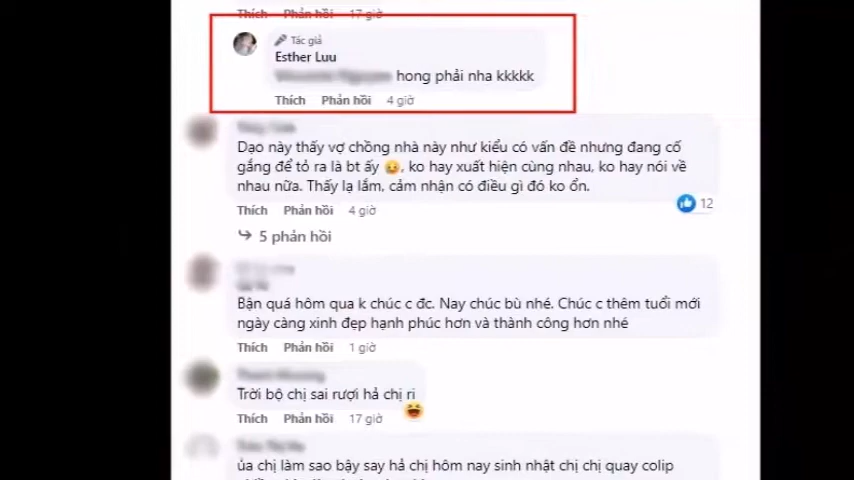 Thích Phản hồi 17 giờ
Tác giả
Esther Luu
hong phải nha kkkkk
Thích Phản hồi 4 giờ
Dạo này thấy vợ chồng nhà này như kiểu có vấn đề nhưng đang cố
gắng để tỏ ra là bt ấy 😥, ko hay xuất hiện cùng nhau, ko hay nói về
nhau nữa. Thấy lạ lắm, cảm nhận có điều gì đó ko ổn.
Thích Phản hồi 4 giờ
12
5 phản hồi
Bận quá hôm qua k chúc c đc. Nay chúc bù nhé. Chúc c thêm tuổi mới
ngày càng xinh đẹp hạnh phúc hơn và thành công hơn nhé
Thích Phản hồi 1 giờ
Trời bộ chị sai rượi hả chị ri
Thích Phản hồi 17 giờ
ủa chị làm sao bậy say hả chị hôm nay sinh nhật chị chị quay colip